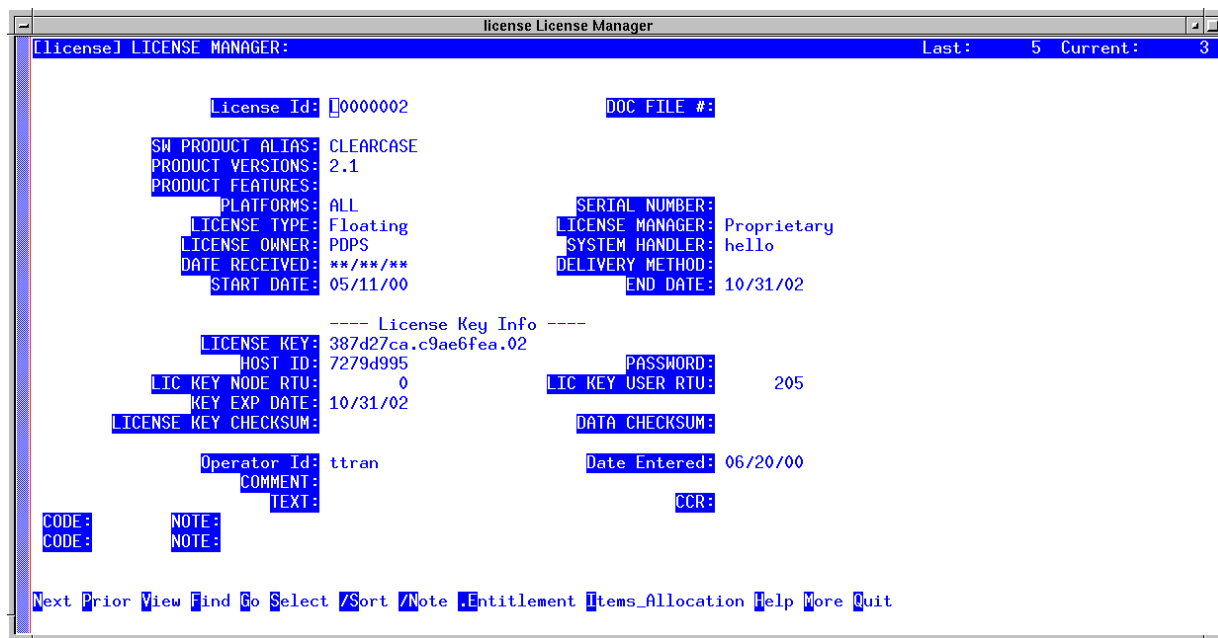 license License Manager
[license] LICENSE MANAGER: Last: 5 Current: 3
License Id: L0000002 DOC FILE #:
SW PRODUCT ALIAS: CLEARCASE
PRODUCT VERSIONS: 2.1
PRODUCT FEATURES:
PLATFORMS: ALL SERIAL NUMBER:
LICENSE TYPE: Floating LICENSE MANAGER: Proprietary
LICENSE OWNER: PDPS SYSTEM HANDLER: hello
DATE RECEIVED: **/**/** DELIVERY METHOD:
START DATE: 05/11/00 END DATE: 10/31/02
---- License Key Info ----
LICENSE KEY: 387d27ca.c9ae6fea.02
HOST ID: 7279d995 PASSWORD:
LIC KEY NODE RTU: 0 LIC KEY USER RTU: 205
KEY EXP DATE: 10/31/02
LICENSE KEY CHECKSUM: DATA CHECKSUM:
Operator Id: ttran Date Entered: 06/20/00
COMMENT:
TEXT: CCR:
CODE: NOTE:
CODE: NOTE:
Next Prior View Find Go Select /Sort /Note .Entitlement Items_Allocation Help More Quit